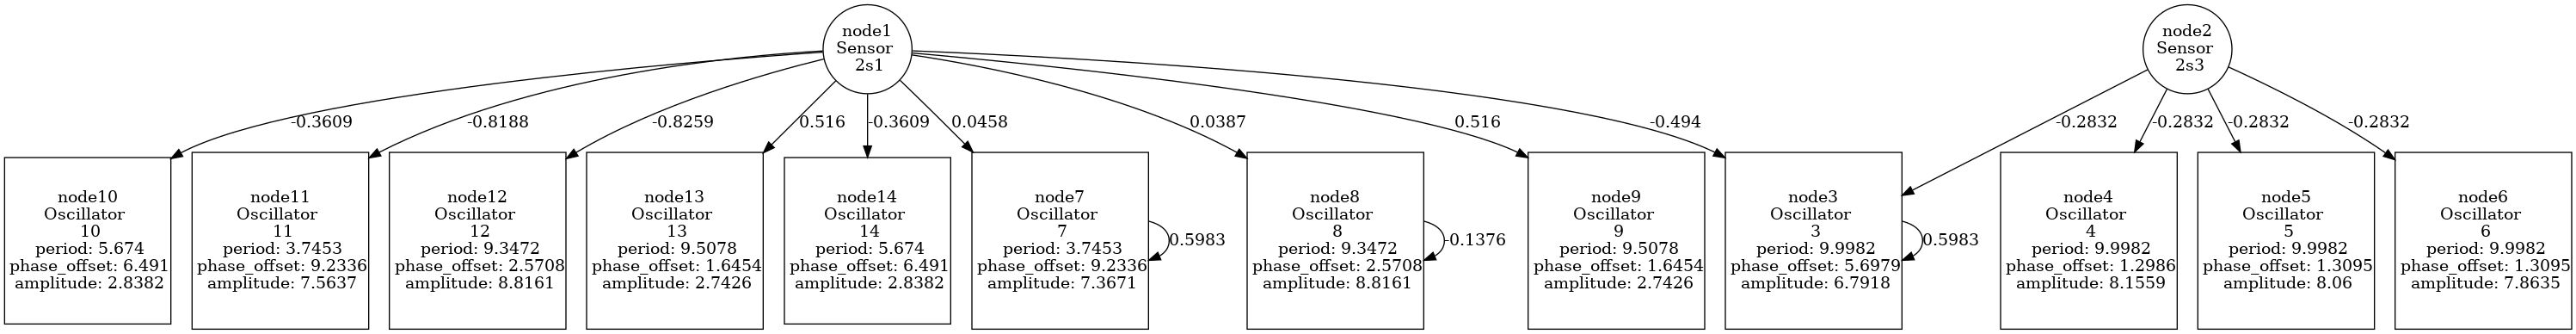 node1
Sensor
2s1
node2
Sensor
2s3
-0.3609
-0.8188
-0.8259
0.516
-0.3609
0.0458
0.0387
0.516
-0.494
-0.2832
-0.2832
-0.2832
-0.2832
node10
Oscillator
10
period: 5.674
phase_offset: 6.491
amplitude: 2.8382
node11
Oscillator
11
period: 3.7453
phase_offset: 9.2336
amplitude: 7.5637
node12
Oscillator
12
period: 9.3472
phase_offset: 2.5708
amplitude: 8.8161
node13
Oscillator
13
period: 9.5078
phase_offset: 1.6454
amplitude: 2.7426
node14
Oscillator
14
period: 5.674
phase_offset: 6.491
amplitude: 2.8382
node7
Oscillator
7
period: 3.7453
phase_offset: 9.2336
amplitude: 7.3671
0.5983
node8
Oscillator
8
period: 9.3472
phase_offset: 2.5708
amplitude: 8.8161
-0.1376
node9
Oscillator
9
period: 9.5078
phase_offset: 1.6454
amplitude: 2.7426
node3
Oscillator
3
period: 9.9982
phase_offset: 5.6979
amplitude: 6.7918
0.5983
node4
Oscillator
4
period: 9.9982
phase_offset: 1.2986
amplitude: 8.1559
node5
Oscillator
5
period: 9.9982
phase_offset: 1.3095
amplitude: 8.06
node6
Oscillator
6
period: 9.9982
phase_offset: 1.3095
amplitude: 7.8635